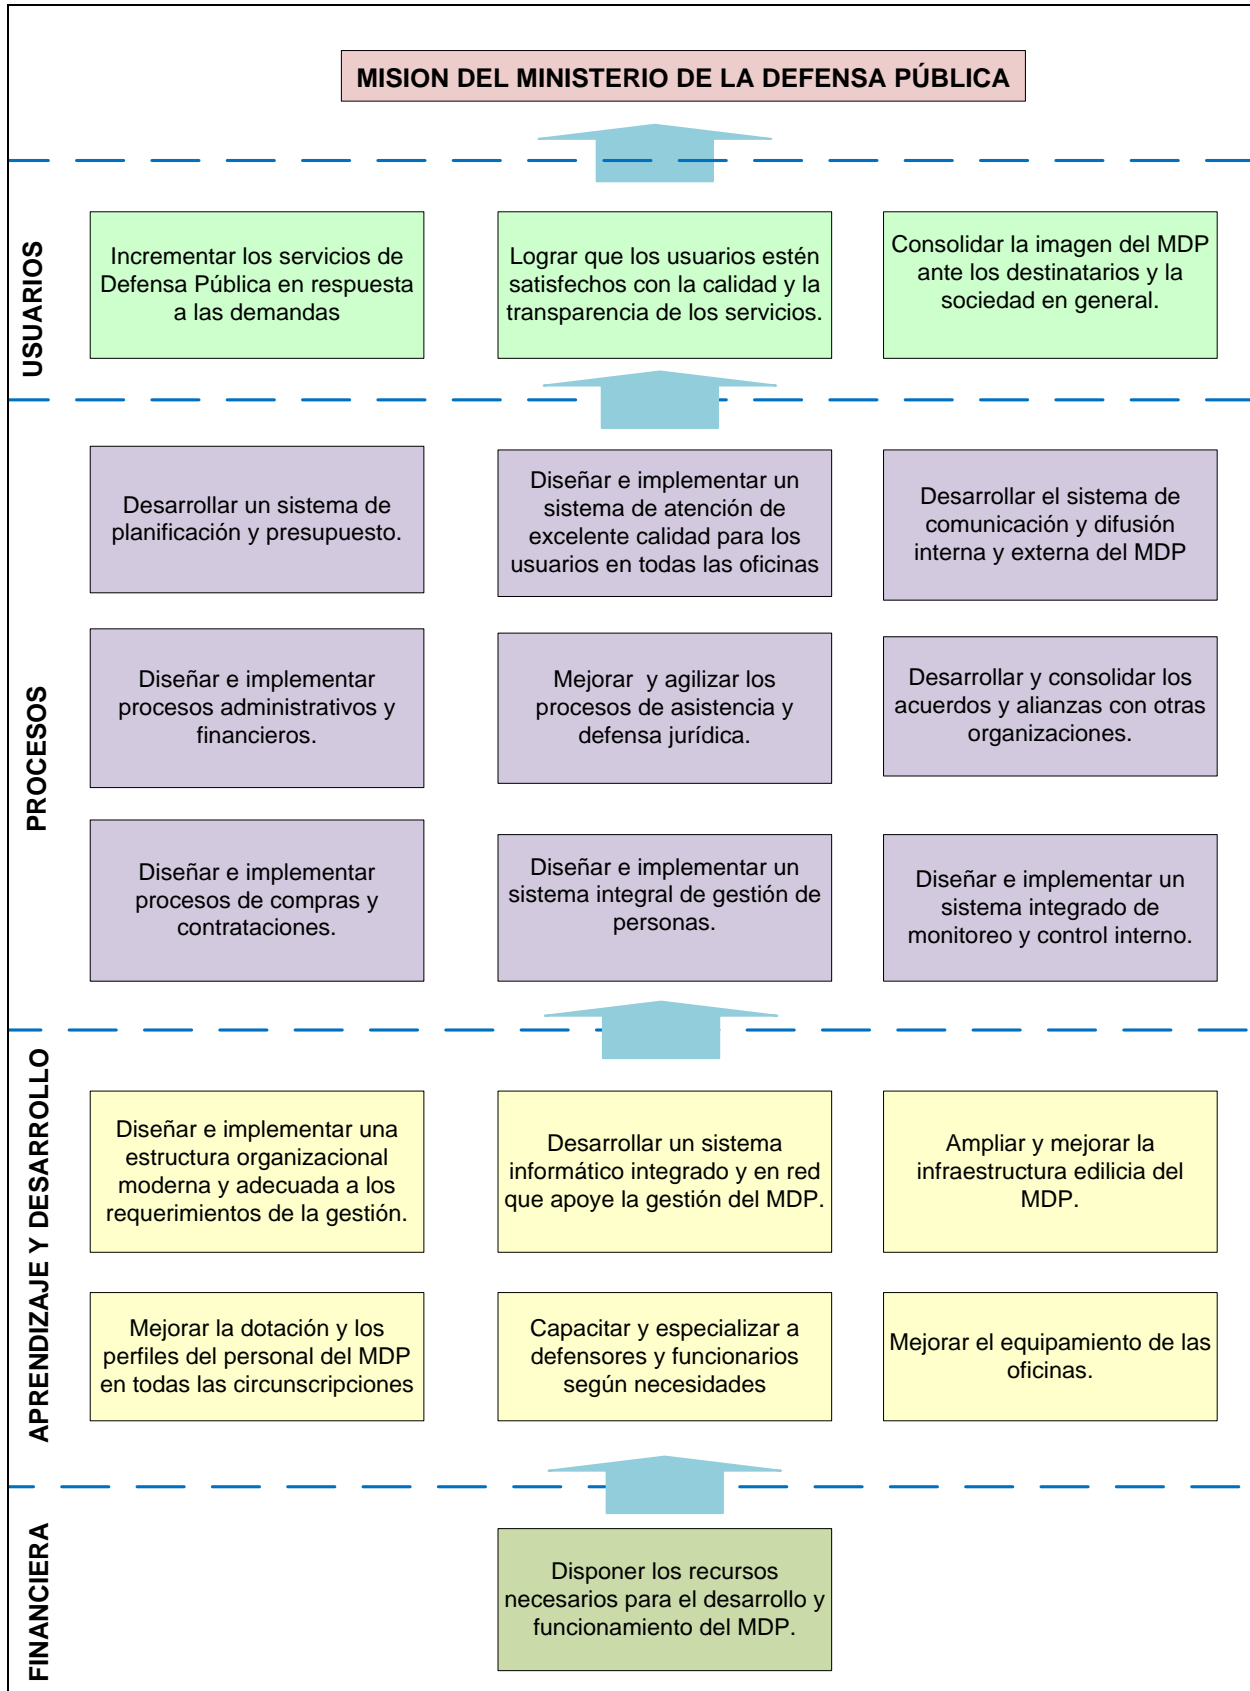 MISION DEL MINISTERIO DE LA DEFENSA PÚBLICA
USUARIOS
Incrementar los servicios de
Defensa Pública en respuesta
a las demandas
Lograr que los usuarios estén
satisfechos con la calidad y la
transparencia de los servicios.
Consolidar la imagen del MDP
ante los destinatarios y la
sociedad en general.
PROCESOS
Desarrollar un sistema de
planificación y presupuesto.
Diseñar e implementar un
sistema de atención de
excelente calidad para los
usuarios en todas las oficinas
Desarrollar el sistema de
comunicación y difusión
interna y externa del MDP
Diseñar e implementar
procesos administrativos y
financieros.
Mejorar  y agilizar los
procesos de asistencia y
defensa jurídica.
Desarrollar y consolidar los
acuerdos y alianzas con otras
organizaciones.
Diseñar e implementar
procesos de compras y
contrataciones.
Diseñar e implementar un
sistema integral de gestión de
personas.
Diseñar e implementar un
sistema integrado de
monitoreo y control interno.
APRENDIZAJE Y DESARROLLO
Diseñar e implementar una
estructura organizacional
moderna y adecuada a los
requerimientos de la gestión.
Desarrollar un sistema
informático integrado y en red
que apoye la gestión del MDP.
Ampliar y mejorar la
infraestructura edilicia del
MDP.
Mejorar la dotación y los
perfiles del personal del MDP
en todas las circunscripciones
Capacitar y especializar a
defensores y funcionarios
según necesidades
Mejorar el equipamiento de las
oficinas.
FINANCIERA
Disponer los recursos
necesarios para el desarrollo y
funcionamiento del MDP.